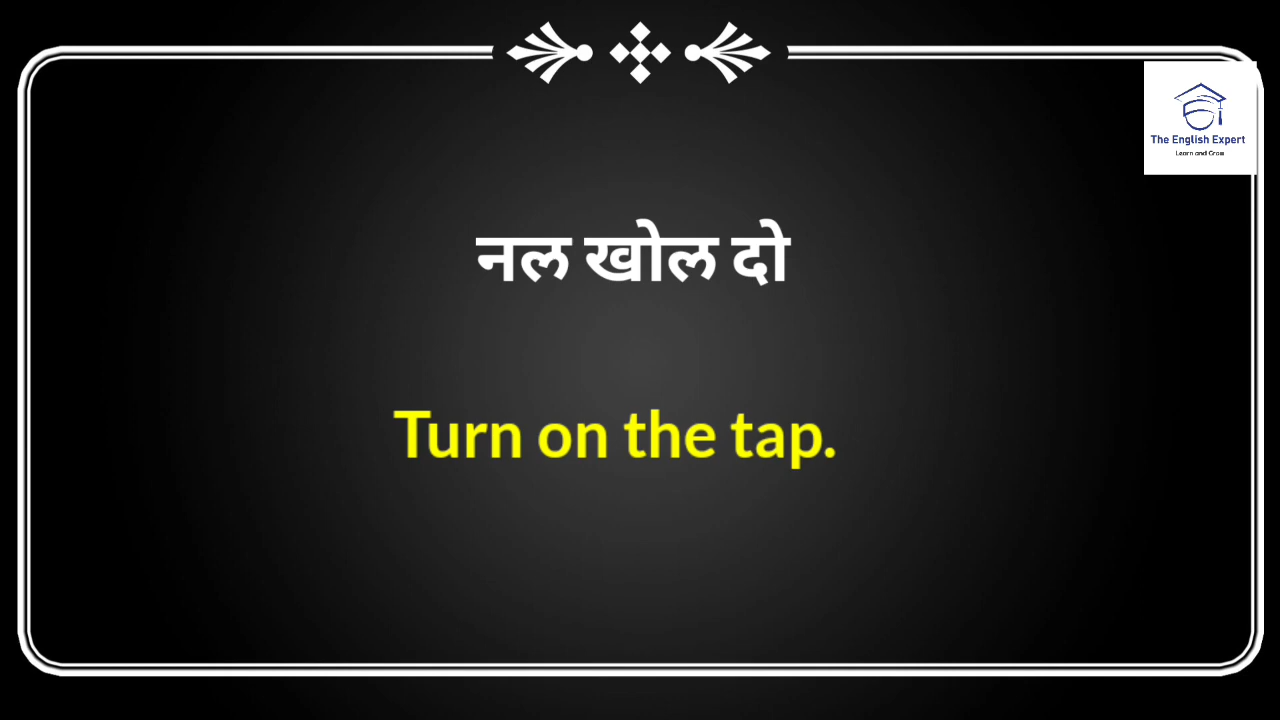 The English Expert
Learn and Grow
नल खोल दो
Turn on the tap.